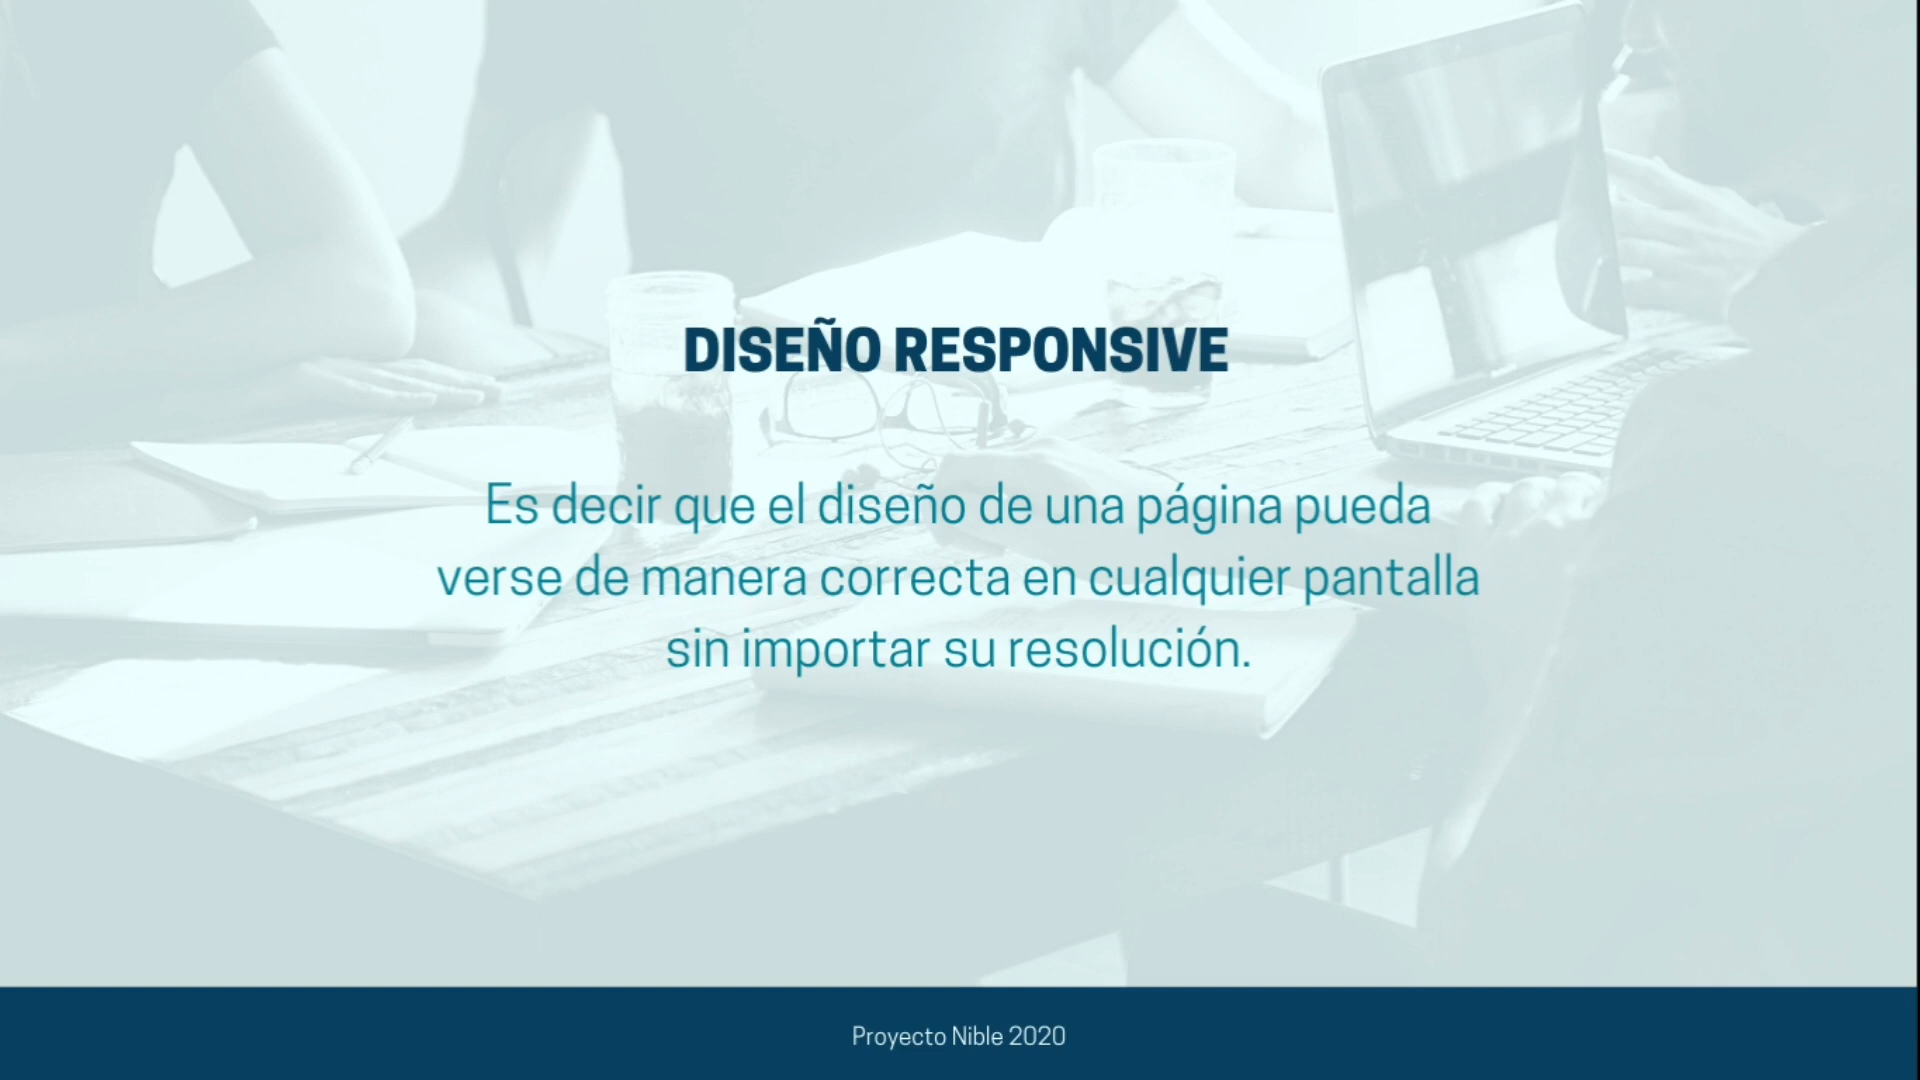 DISEÑO RESPONSIVE
Es decir que el diseño de una página pueda
verse de manera correcta en cualquier pantalla
sin importar su resolución.
Proyecto Nible 2020